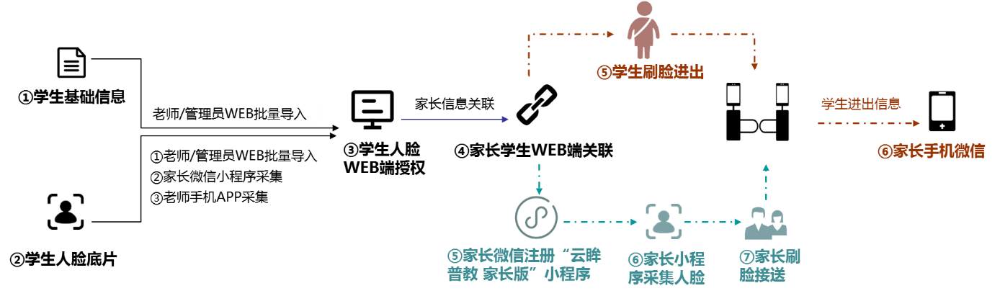 ①学生基础信息
老师/管理员WEB批量导入
①老师/管理员WEB批量导入
②家长微信小程序采集
③老师手机APP采集
②学生人脸底片
③学生人脸
WEB端授权
家长信息关联
④家长学生WEB端关联
⑤学生刷脸进出
学生进出信息
⑥家长手机微信
⑤家长微信注册“云眸
普教 家长版”小程序
⑥家长小程
序采集人脸
⑦家长刷
脸接送